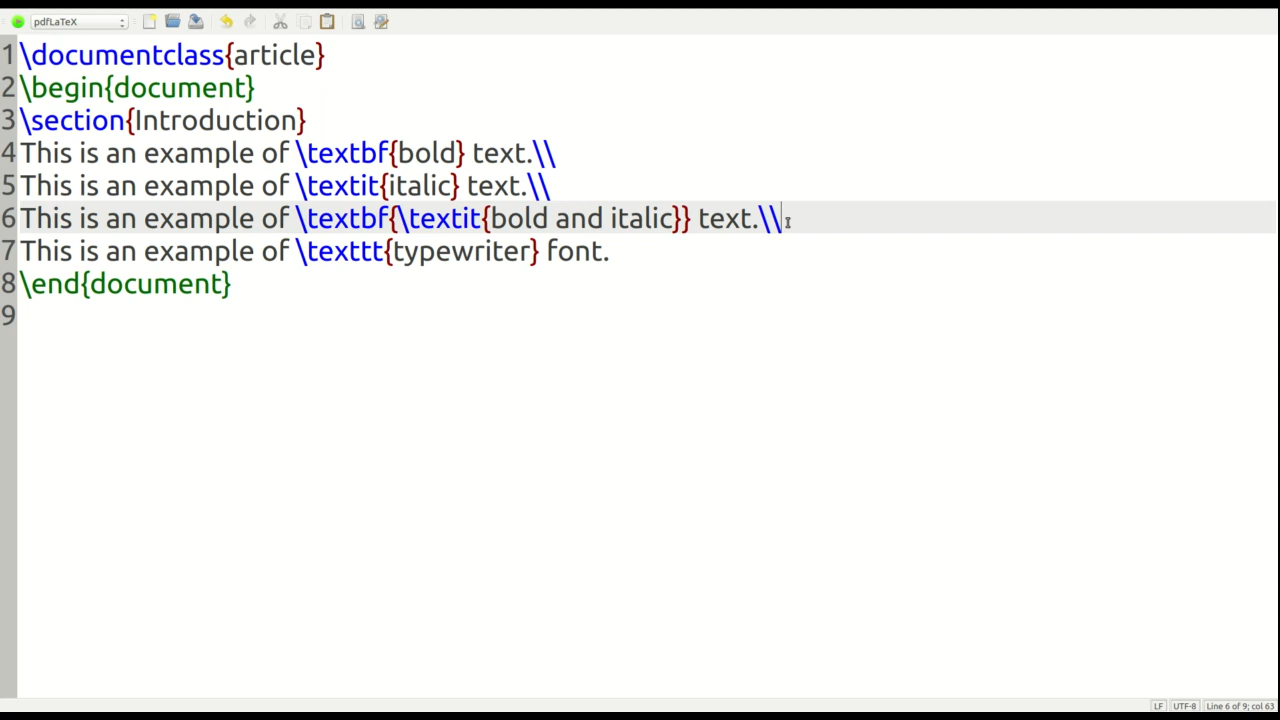 pdfLaTeX
1 \documentclass{article}
2 \begin{document}
3 \section{Introduction}
4 This is an example of \textbf{bold} text.\\
5 This is an example of \textit{italic} text.\\
6 This is an example of \textbf{\textit{bold and italic}} text.\\
7 This is an example of \texttt{typewriter} font.
8 \end{document}
9
LF UTF-8 Line 6 of 9; col 63